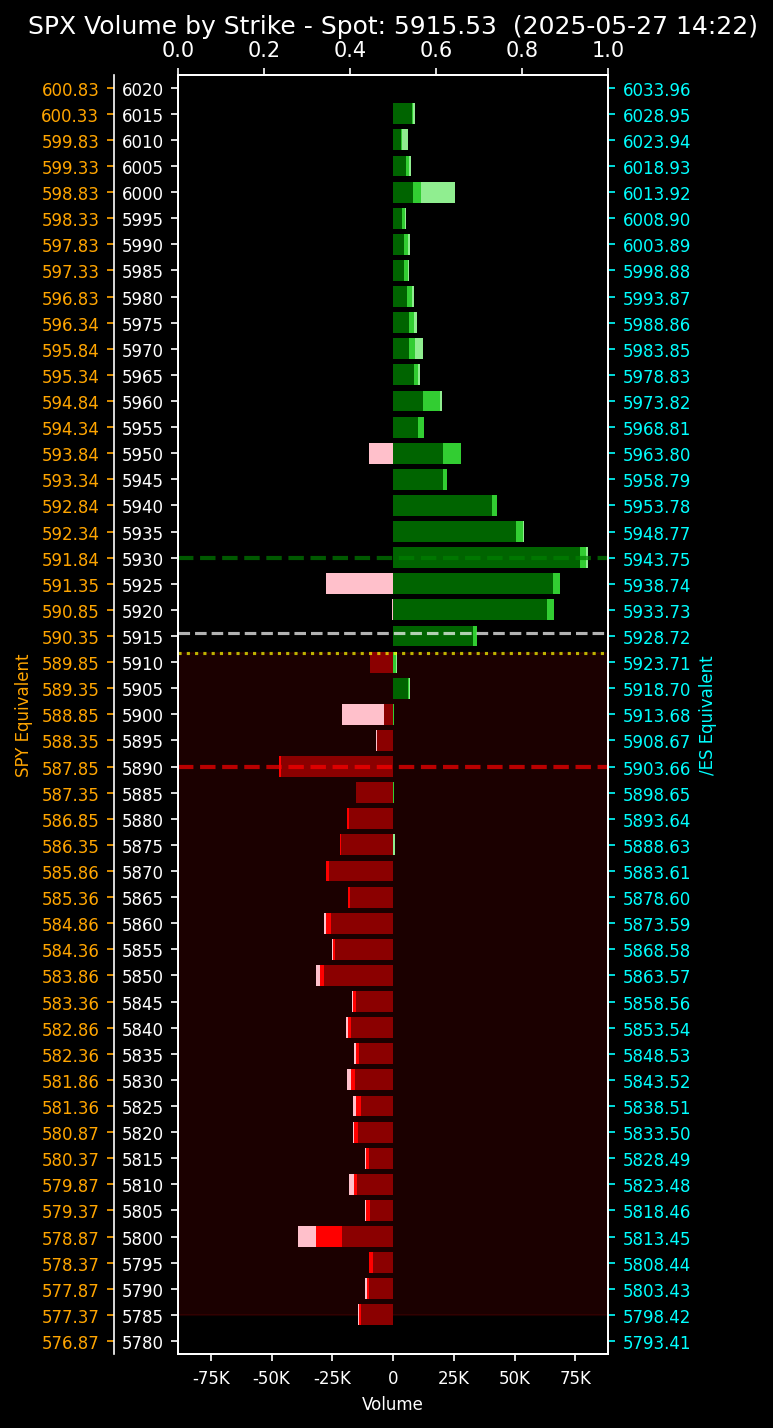 SPX Volume by Strike - Spot: 5915.53 (2025-05-27 14:22)
0.0 0.2 0.4 0.6 0.8 1.0
600.83 6020 6033.96
600.33 6015 6028.95
599.83 6010 6023.94
599.33 6005 6018.93
598.83 6000 6013.92
598.33 5995 6008.90
597.83 5990 6003.89
597.33 5985 5998.88
596.83 5980 5993.87
596.34 5975 5988.86
595.84 5970 5983.85
595.34 5965 5978.83
594.84 5960 5973.82
594.34 5955 5968.81
593.84 5950 5963.80
593.34 5945 5958.79
592.84 5940 5953.78
592.34 5935 5948.77
591.84 5930 5943.75
591.35 5925 5938.74
590.85 5920 5933.73
590.35 5915 5928.72
589.85 5910 5923.71
589.35 5905 5918.70
588.85 5900 5913.68
588.35 5895 5908.67
587.85 5890 5903.66
587.35 5885 5898.65
586.85 5880 5893.64
586.35 5875 5888.63
585.86 5870 5883.61
585.36 5865 5878.60
584.86 5860 5873.59
584.36 5855 5868.58
583.86 5850 5863.57
583.36 5845 5858.56
582.86 5840 5853.54
582.36 5835 5848.53
581.86 5830 5843.52
581.36 5825 5838.51
580.87 5820 5833.50
580.37 5815 5828.49
579.87 5810 5823.48
579.37 5805 5818.46
578.87 5800 5813.45
578.37 5795 5808.44
577.87 5790 5803.43
577.37 5785 5798.42
576.87 5780 5793.41
SPY Equivalent
/ES Equivalent
-75K -50K -25K 0 25K 50K 75K
Volume